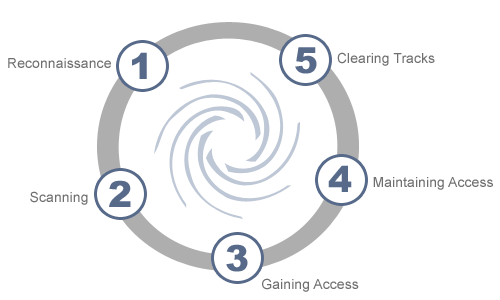 1
Reconnaissance
2
Scanning
3
Gaining Access
4
Maintaining Access
5
Clearing Tracks